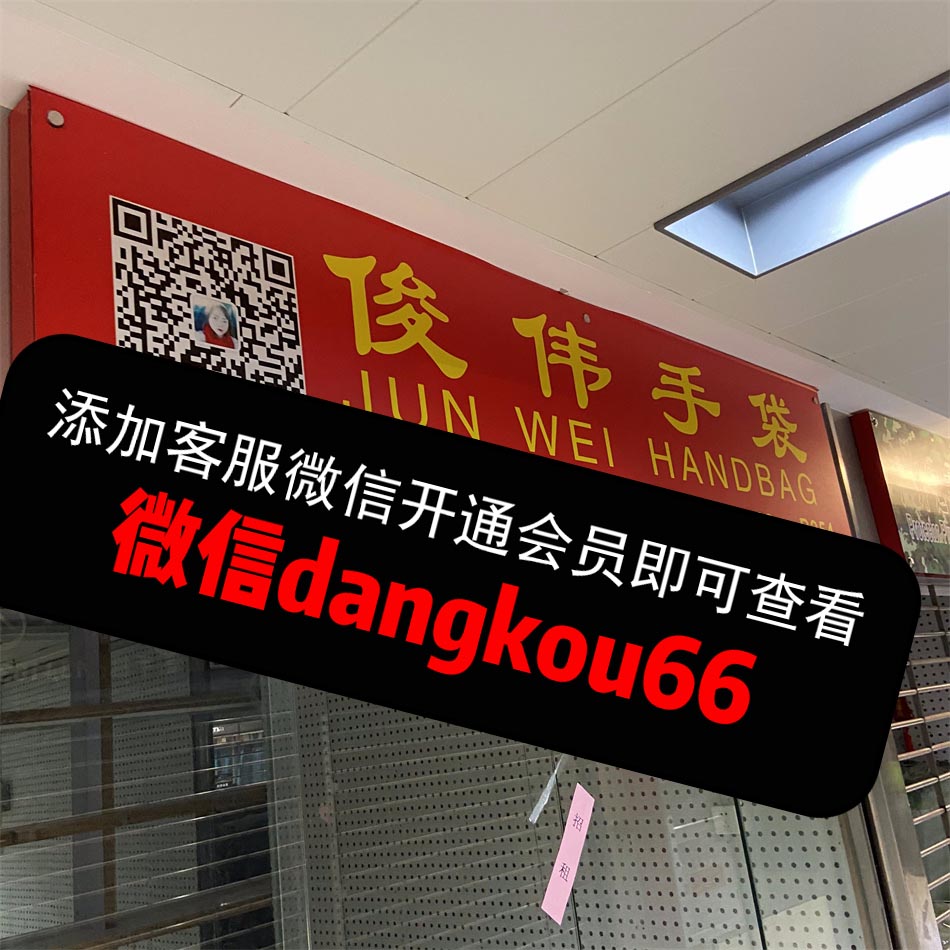 俊伟手袋
JUN WEI HANDBAG
添加客服微信开通会员即可查看
微信dangkou66
招租